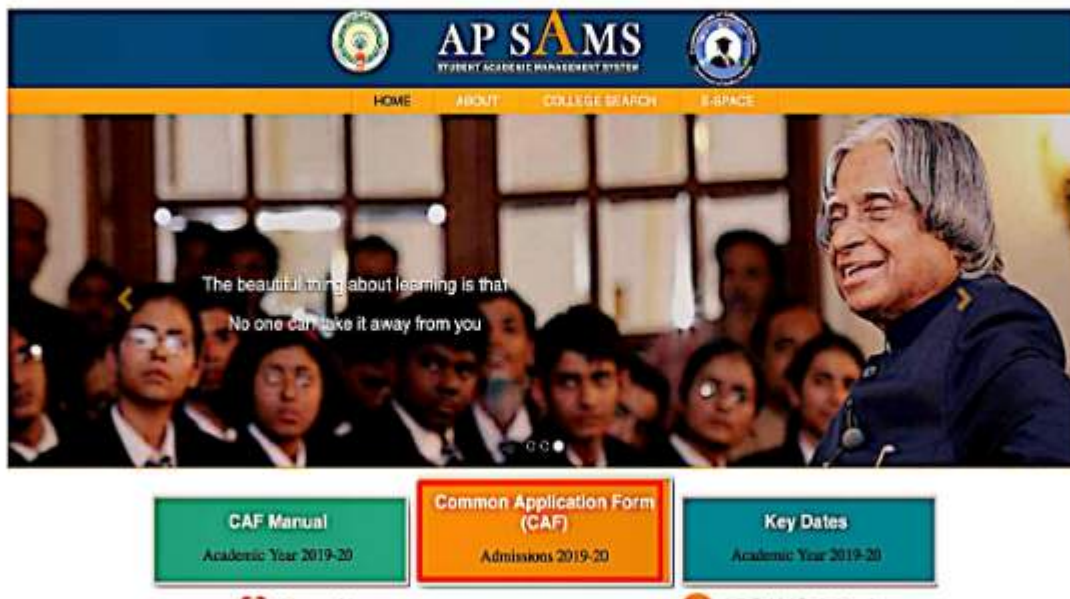 AP SAMS
STUDENT ACADEMIC MANAGEMENT SYSTEM
HOME ABOUT COLLEGE SEARCH E-SPACE
The beautiful thing about learning is that
No one can take it away from you
CAF Manual
Academic Year 2019-20
Common Application Form
(CAF)
Admissions 2019-20
Key Dates
Academic Year 2019-20